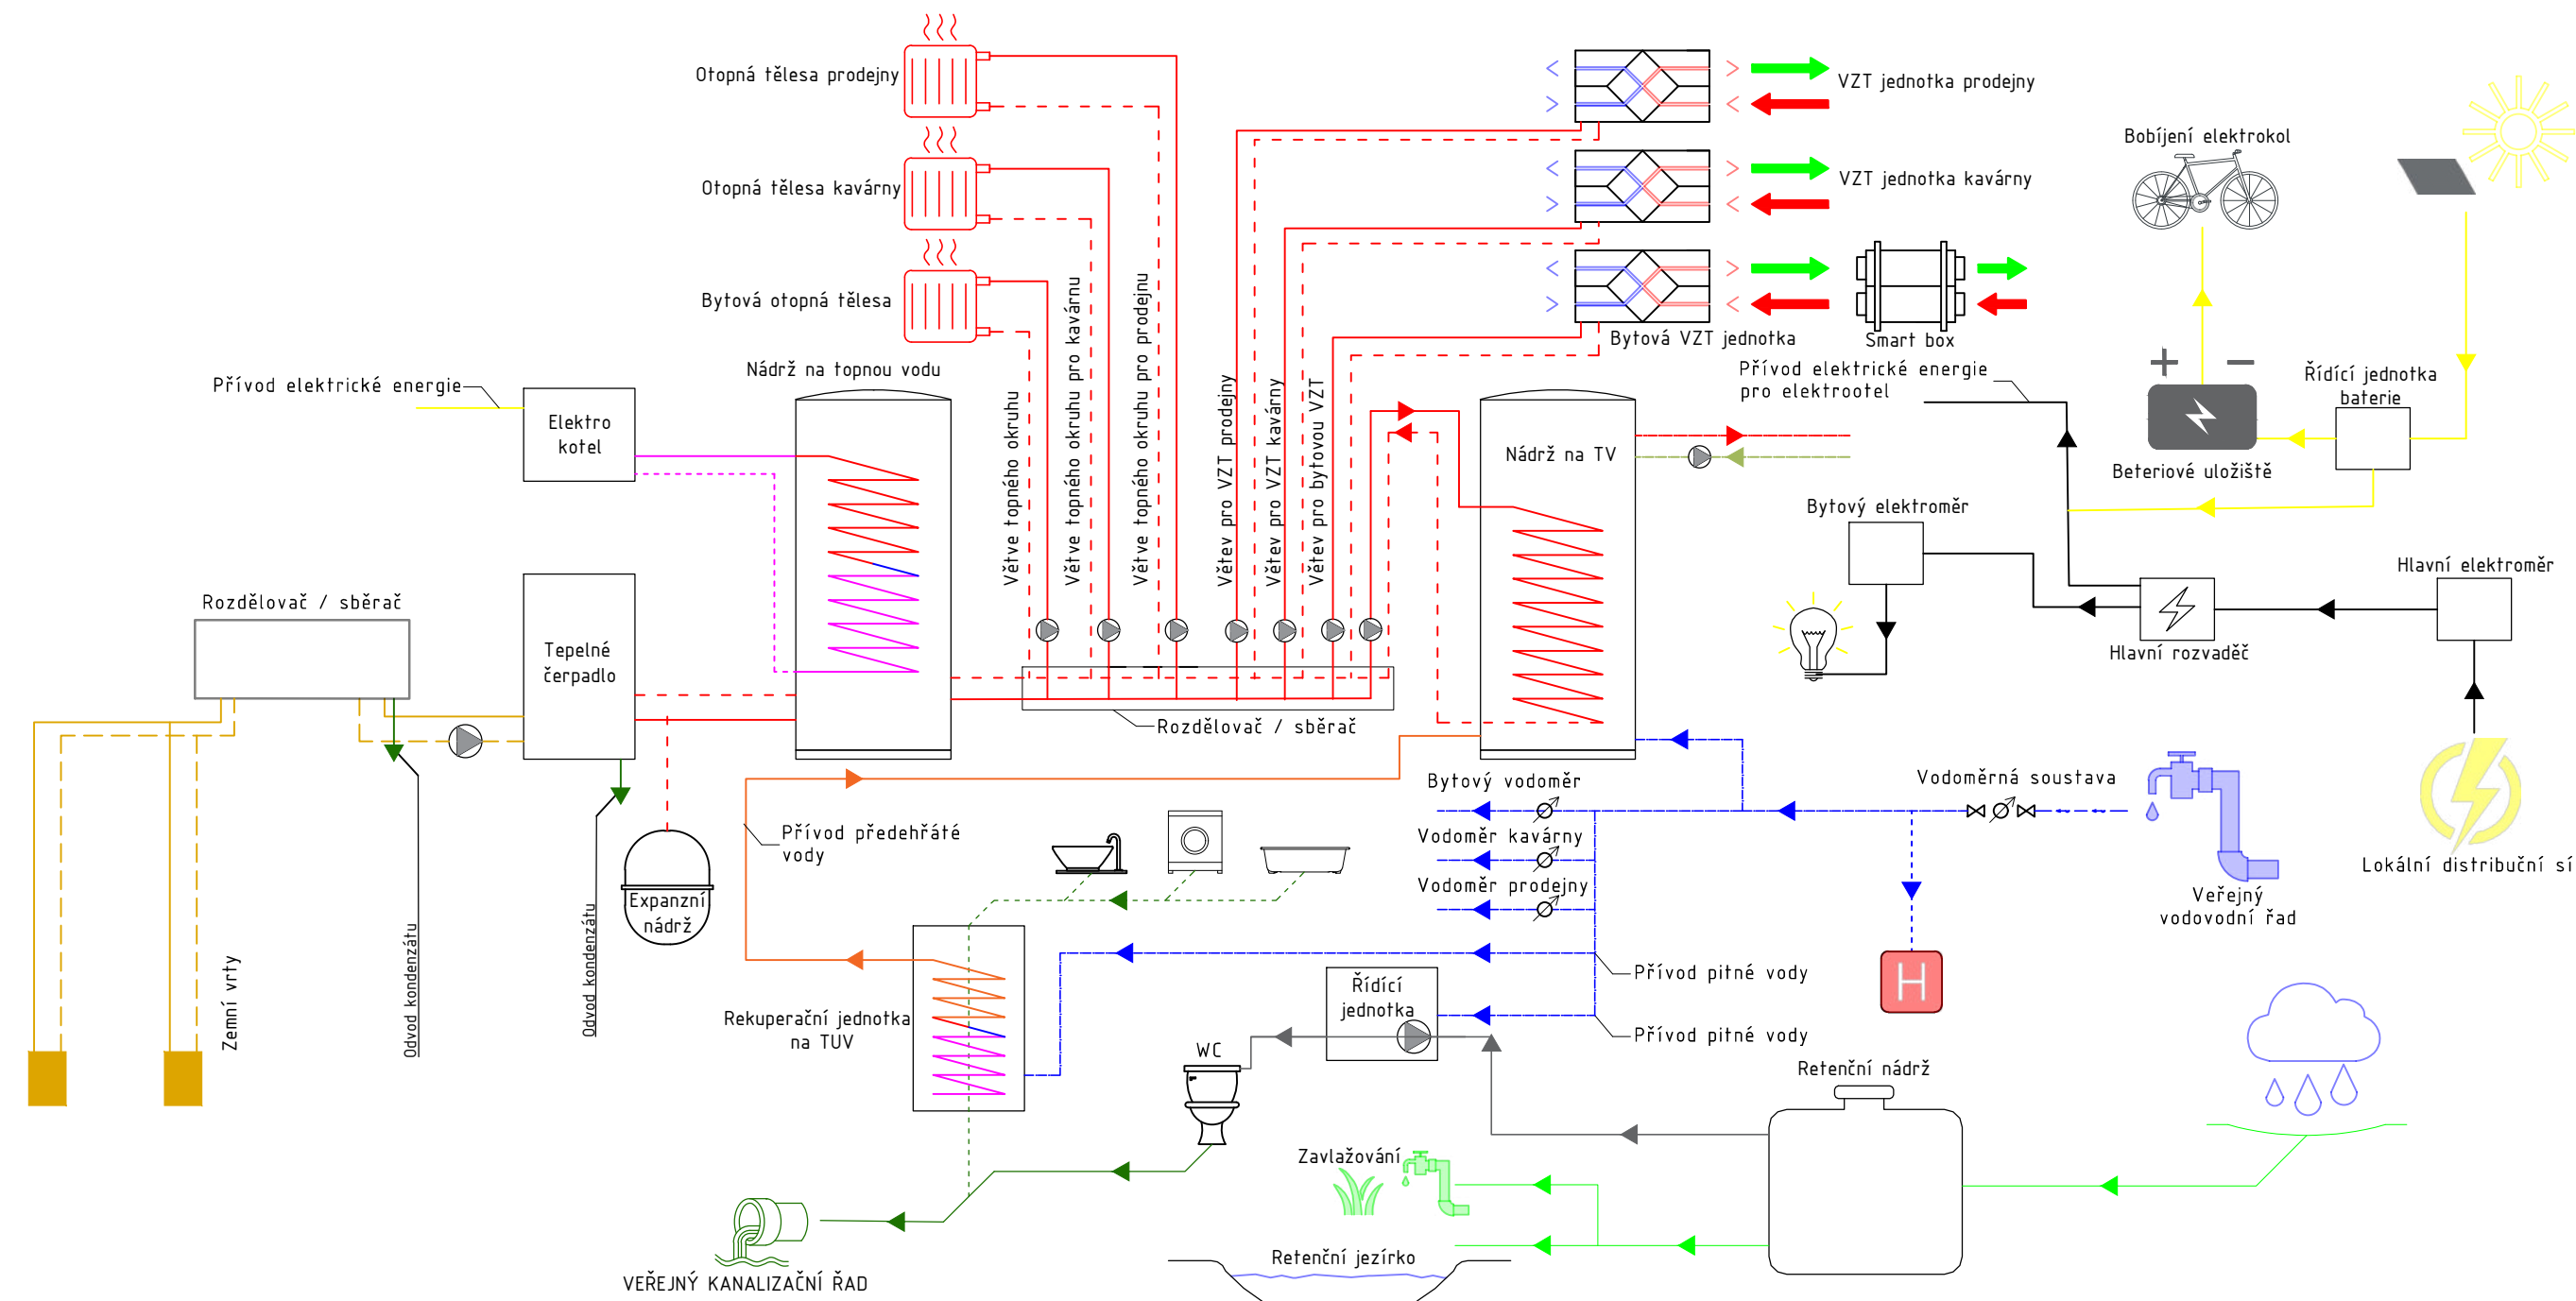 Otopná tělesa prodejny
VZT jednotka prodejny
Bobíjení elektrokol
Otopná tělesa kavárny
VZT jednotka kavárny
Bytová otopná tělesa
Bytová VZT jednotka
Smart box
Větve topného okruhu
Větve topného okruhu pro kavárnu
Větve topného okruhu pro prodejnu
Větev pro VZT prodejny
Větev pro VZT kavárny
Větev pro bytovou VZT
Přívod elektrické energie
pro elektrootel
Řídící jednotka
baterie
+ −
Beteriové uložiště
Nádrž na topnou vodu
Přívod elektrické energie
Elektro
kotel
Nádrž na TV
Bytový elektroměr
Hlavní elektroměr
Hlavní rozvaděč
Rozdělovač / sběrač
Tepelné
čerpadlo
Rozdělovač / sběrač
Bytový vodoměr
Vodoměrná soustava
Vodoměr kavárny
Vodoměr prodejny
Veřejný
vodovodní řad
Lokální distribuční sí
Přívod předehřáté
vody
Expanzní
nádrž
Odvod kondenzátu
Odvod kondenzátu
Zemní vrty
Přívod pitné vody
H
Řídící
jednotka
Přívod pitné vody
Rekuperační jednotka
na TUV
WC
Retenční nádrž
Zavlažování
Retenční jezírko
VEŘEJNÝ KANALIZAČNÍ ŘAD